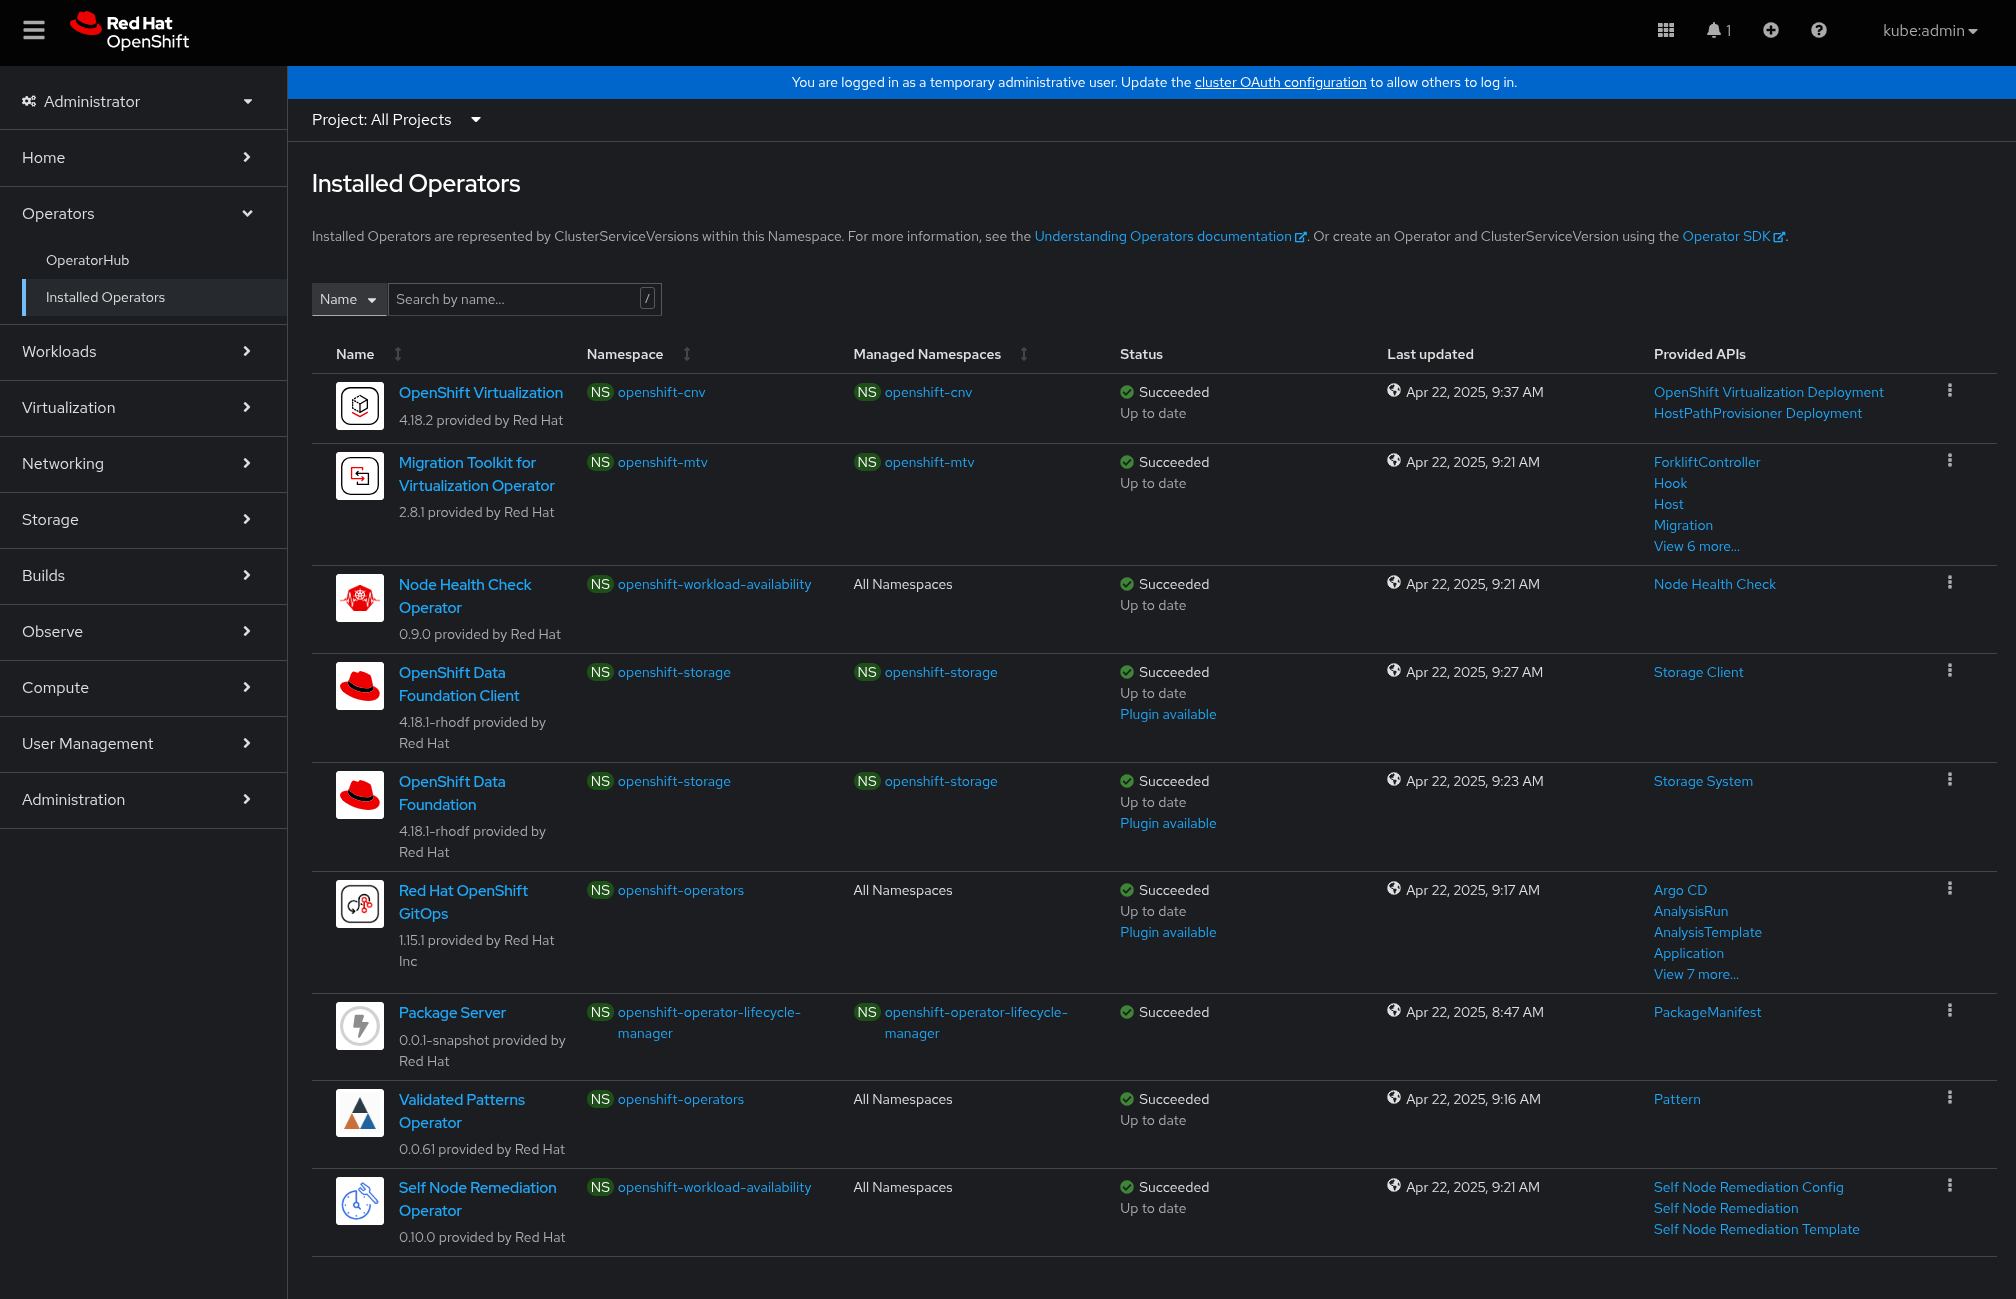 Red Hat
OpenShift
1
kube:admin
You are logged in as a temporary administrative user. Update the cluster OAuth configuration to allow others to log in.
Administrator
Home
Operators
OperatorHub
Installed Operators
Workloads
Virtualization
Networking
Storage
Builds
Observe
Compute
User Management
Administration
Project: All Projects
Installed Operators
Installed Operators are represented by ClusterServiceVersions within this Namespace. For more information, see the Understanding Operators documentation. Or create an Operator and ClusterServiceVersion using the Operator SDK.
Name Search by name... /
Name Namespace Managed Namespaces Status Last updated Provided APIs
OpenShift Virtualization
4.18.2 provided by Red Hat
NS openshift-cnv
NS openshift-cnv
Succeeded
Up to date
Apr 22, 2025, 9:37 AM
OpenShift Virtualization Deployment
HostPathProvisioner Deployment
Migration Toolkit for
Virtualization Operator
2.8.1 provided by Red Hat
NS openshift-mtv
NS openshift-mtv
Succeeded
Up to date
Apr 22, 2025, 9:21 AM
ForkliftController
Hook
Host
Migration
View 6 more...
Node Health Check
Operator
0.9.0 provided by Red Hat
NS openshift-workload-availability
All Namespaces
Succeeded
Up to date
Apr 22, 2025, 9:21 AM
Node Health Check
OpenShift Data
Foundation Client
4.18.1-rhodf provided by
Red Hat
NS openshift-storage
NS openshift-storage
Succeeded
Up to date
Plugin available
Apr 22, 2025, 9:27 AM
Storage Client
OpenShift Data
Foundation
4.18.1-rhodf provided by
Red Hat
NS openshift-storage
NS openshift-storage
Succeeded
Up to date
Plugin available
Apr 22, 2025, 9:23 AM
Storage System
Red Hat OpenShift
GitOps
1.15.1 provided by Red Hat
Inc
NS openshift-operators
All Namespaces
Succeeded
Up to date
Plugin available
Apr 22, 2025, 9:17 AM
Argo CD
AnalysisRun
AnalysisTemplate
Application
View 7 more...
Package Server
0.0.1-snapshot provided by
Red Hat
NS openshift-operator-lifecycle-
manager
NS openshift-operator-lifecycle-
manager
Succeeded
Apr 22, 2025, 8:47 AM
PackageManifest
Validated Patterns
Operator
0.0.61 provided by Red Hat
NS openshift-operators
All Namespaces
Succeeded
Up to date
Apr 22, 2025, 9:16 AM
Pattern
Self Node Remediation
Operator
0.10.0 provided by Red Hat
NS openshift-workload-availability
All Namespaces
Succeeded
Up to date
Apr 22, 2025, 9:21 AM
Self Node Remediation Config
Self Node Remediation
Self Node Remediation Template